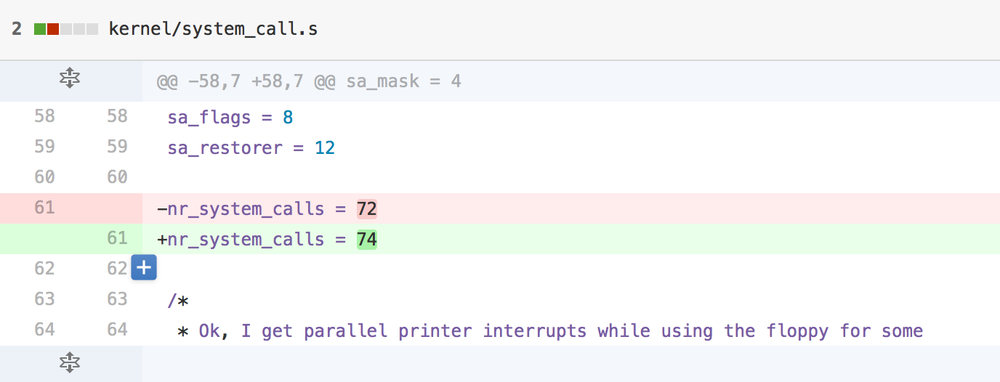 2 kernel/system_call.s
@@ -58,7 +58,7 @@ sa_mask = 4
58 58 sa_flags = 8
59 59 sa_restorer = 12
60 60
61 -nr_system_calls = 72
61 +nr_system_calls = 74
62 62 +
63 63 /*
64 64 * Ok, I get parallel printer interrupts while using the floppy for some